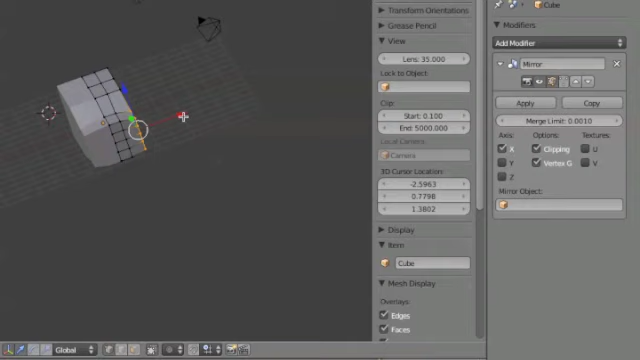 Transform Orientations
Grease Pencil
View
Lens: 35.000
Lock to Object:
Clip:
Start: 0.100
End: 5000.000
Local Camera:
Camera
3D Cursor Location:
-2.5963
0.7798
1.3802
Display
Item
Cube
Mesh Display
Overlays:
Edges
Faces
Cube
Modifiers
Add Modifier
Mirror
Apply
Copy
Merge Limit: 0.0010
Axis:
Options:
Textures:
X
Clipping
U
Y
Vertex G
V
Z
Mirror Object:
Global